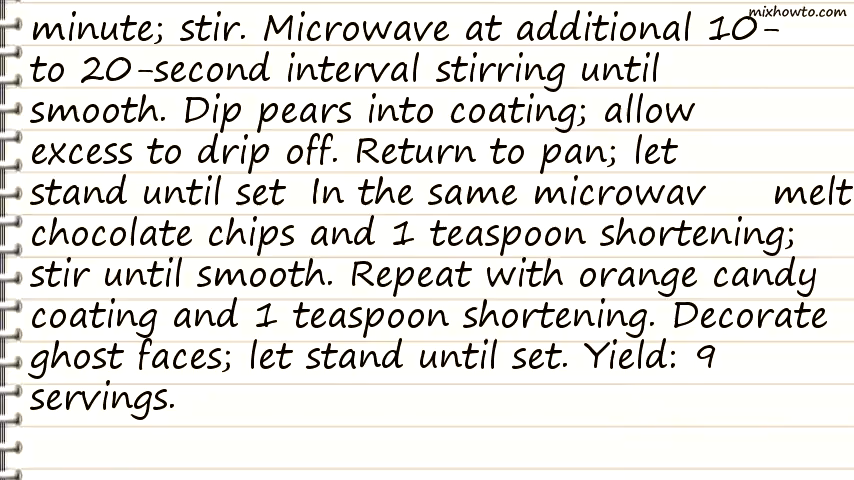 mixhowto.com
minute; stir. Microwave at additional 10-
to 20-second interval stirring until
smooth. Dip pears into coating; allow
excess to drip off. Return to pan; let
stand until set In the same microwav melt
chocolate chips and 1 teaspoon shortening;
stir until smooth. Repeat with orange candy
coating and 1 teaspoon shortening. Decorate
ghost faces; let stand until set. Yield: 9
servings.